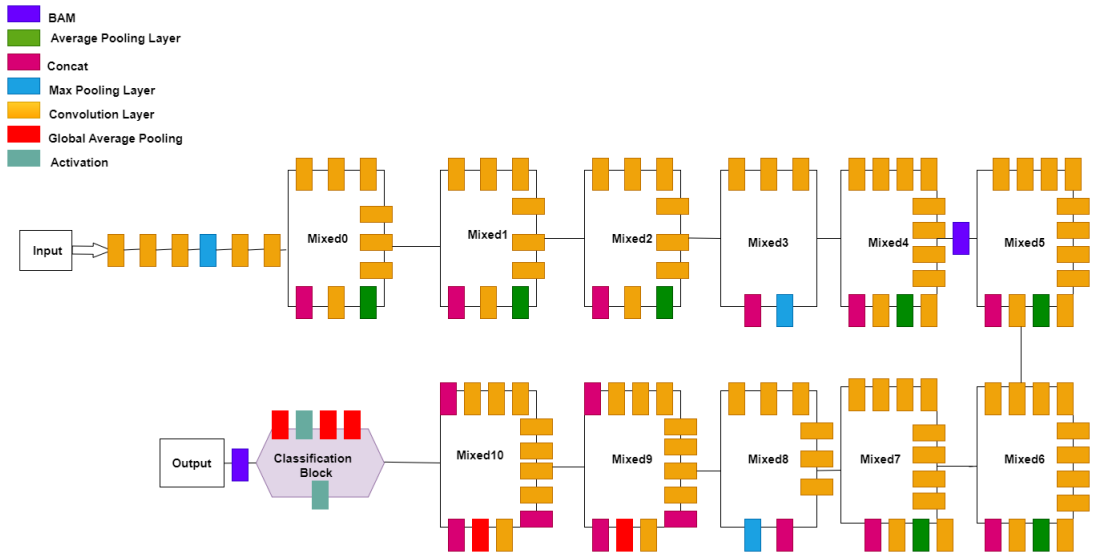 BAM
Average Pooling Layer
Concat
Max Pooling Layer
Convolution Layer
Global Average Pooling
Activation
Input
Mixed0
Mixed1
Mixed2
Mixed3
Mixed4
Mixed5
Output
Classification
Block
Mixed10
Mixed9
Mixed8
Mixed7
Mixed6